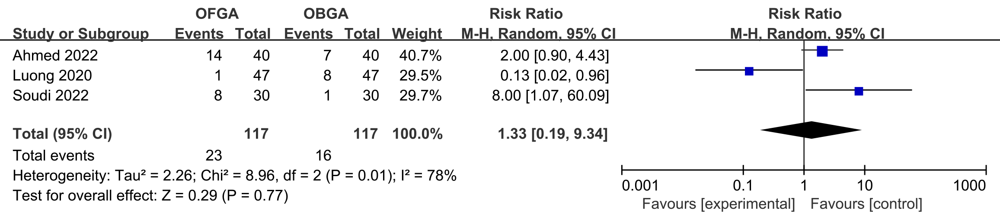 OFGA OBGA Risk Ratio Risk Ratio
Study or Subgroup Events Total Events Total Weight M-H, Random, 95% CI M-H, Random, 95% CI
Ahmed 2022 14 40 7 40 40.7% 2.00 [0.90, 4.43]
Luong 2020 1 47 8 47 29.5% 0.13 [0.02, 0.96]
Soudi 2022 8 30 1 30 29.7% 8.00 [1.07, 60.09]
Total (95% CI) 117 117 100.0% 1.33 [0.19, 9.34]
Total events 23 16
Heterogeneity: Tau² = 2.26; Chi² = 8.96, df = 2 (P = 0.01); I² = 78%
Test for overall effect: Z = 0.29 (P = 0.77)
0.001 0.1 1 10 1000
Favours [experimental] Favours [control]